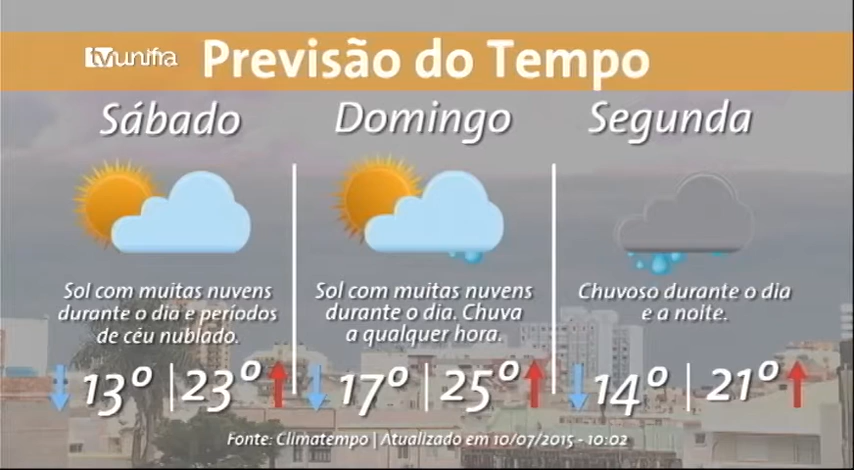 tvunifra Previsão do Tempo
Sábado Domingo Segunda
Sol com muitas nuvens
durante o dia e períodos
de céu nublado.
Sol com muitas nuvens
durante o dia. Chuva
a qualquer hora.
Chuvoso durante o dia
e a noite.
13º | 23º 17º | 25º 14º | 21º
Fonte: Climatempo | Atualizado em 10/07/2015 - 10:02